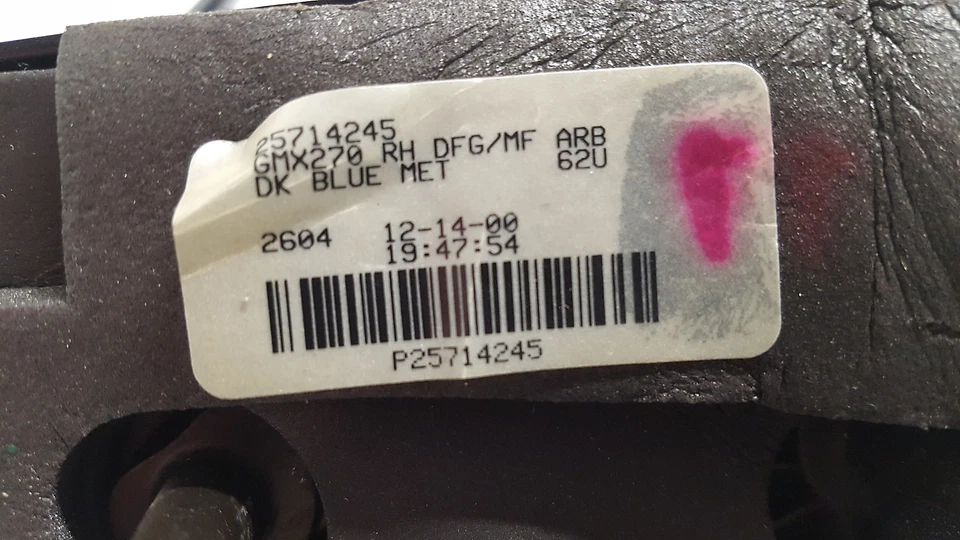 25714245
GMX270 RH DFG/MF ARB
DK BLUE MET 62U
2604 12-14-00
19:47:54
P25714245